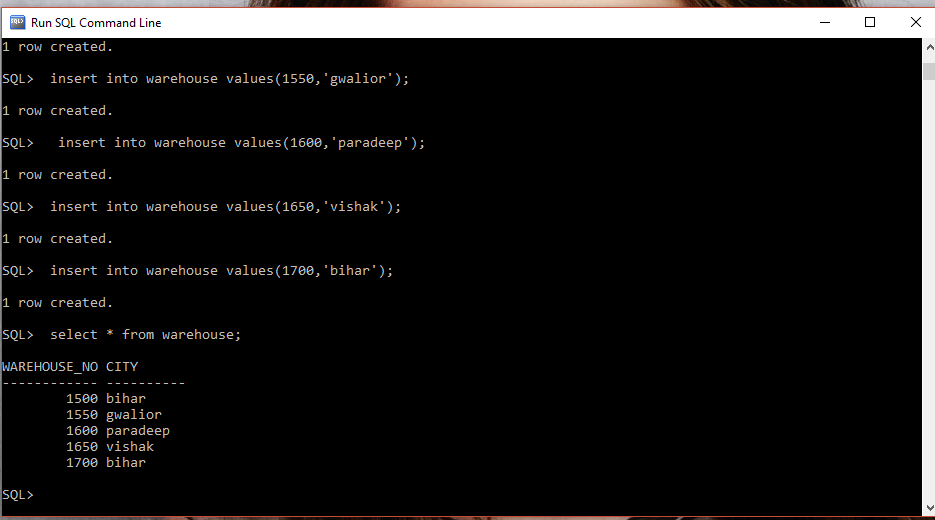 Run SQL Command Line
1 row created.
SQL>  insert into warehouse values(1550,'gwalior');
1 row created.
SQL>   insert into warehouse values(1600,'paradeep');
1 row created.
SQL>  insert into warehouse values(1650,'vishak');
1 row created.
SQL>  insert into warehouse values(1700,'bihar');
1 row created.
SQL>  select * from warehouse;
WAREHOUSE_NO CITY
------------ ----------
        1500 bihar
        1550 gwalior
        1600 paradeep
        1650 vishak
        1700 bihar
SQL>